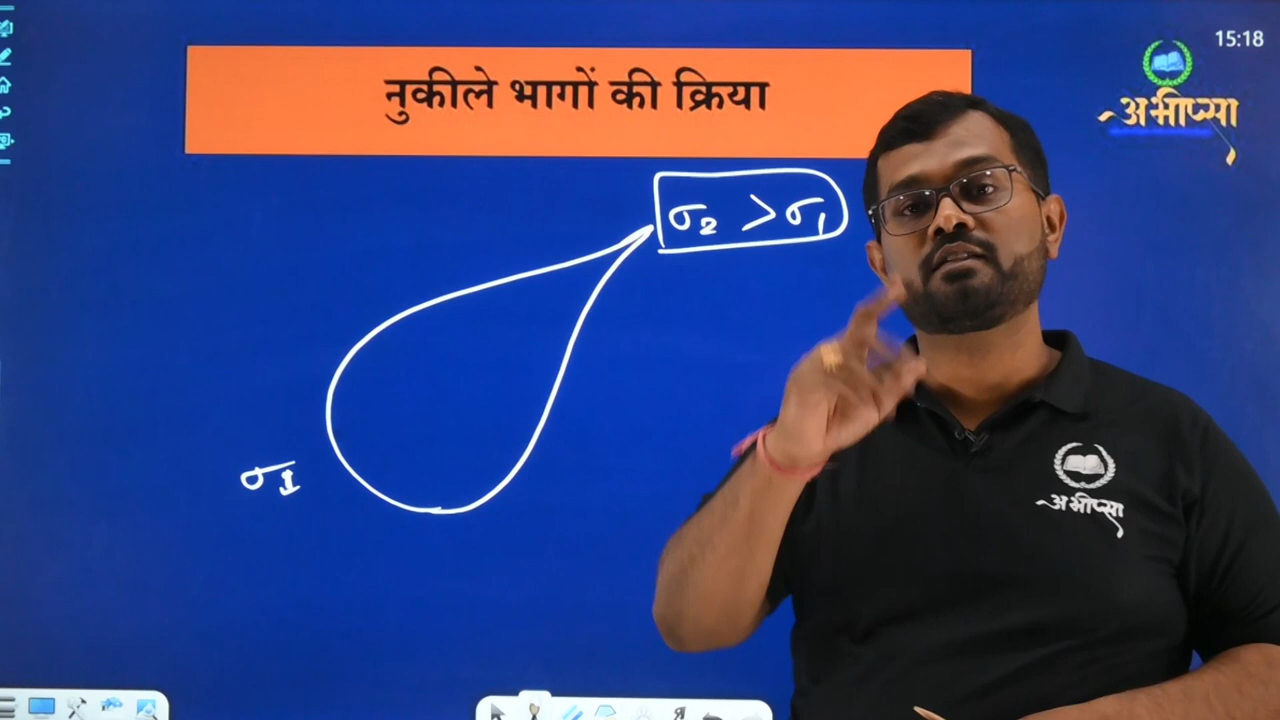 15:18
अभीप्सा
नुकीले भागों की क्रिया
σ₂ > σ₁
σ₁
अभीप्सा